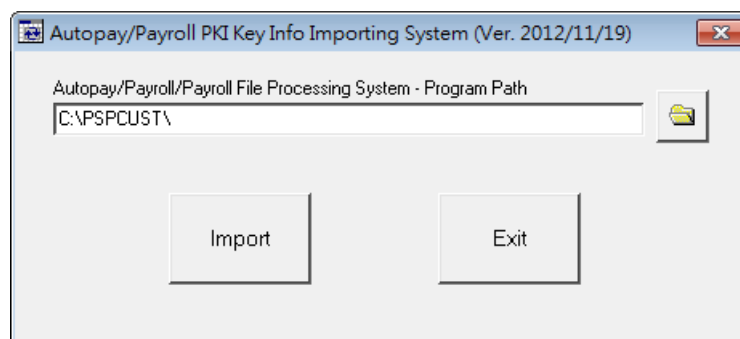 Autopay/Payroll PKI Key Info Importing System (Ver. 2012/11/19)
Autopay/Payroll/Payroll File Processing System - Program Path
C:\PSPCUST\
Import
Exit